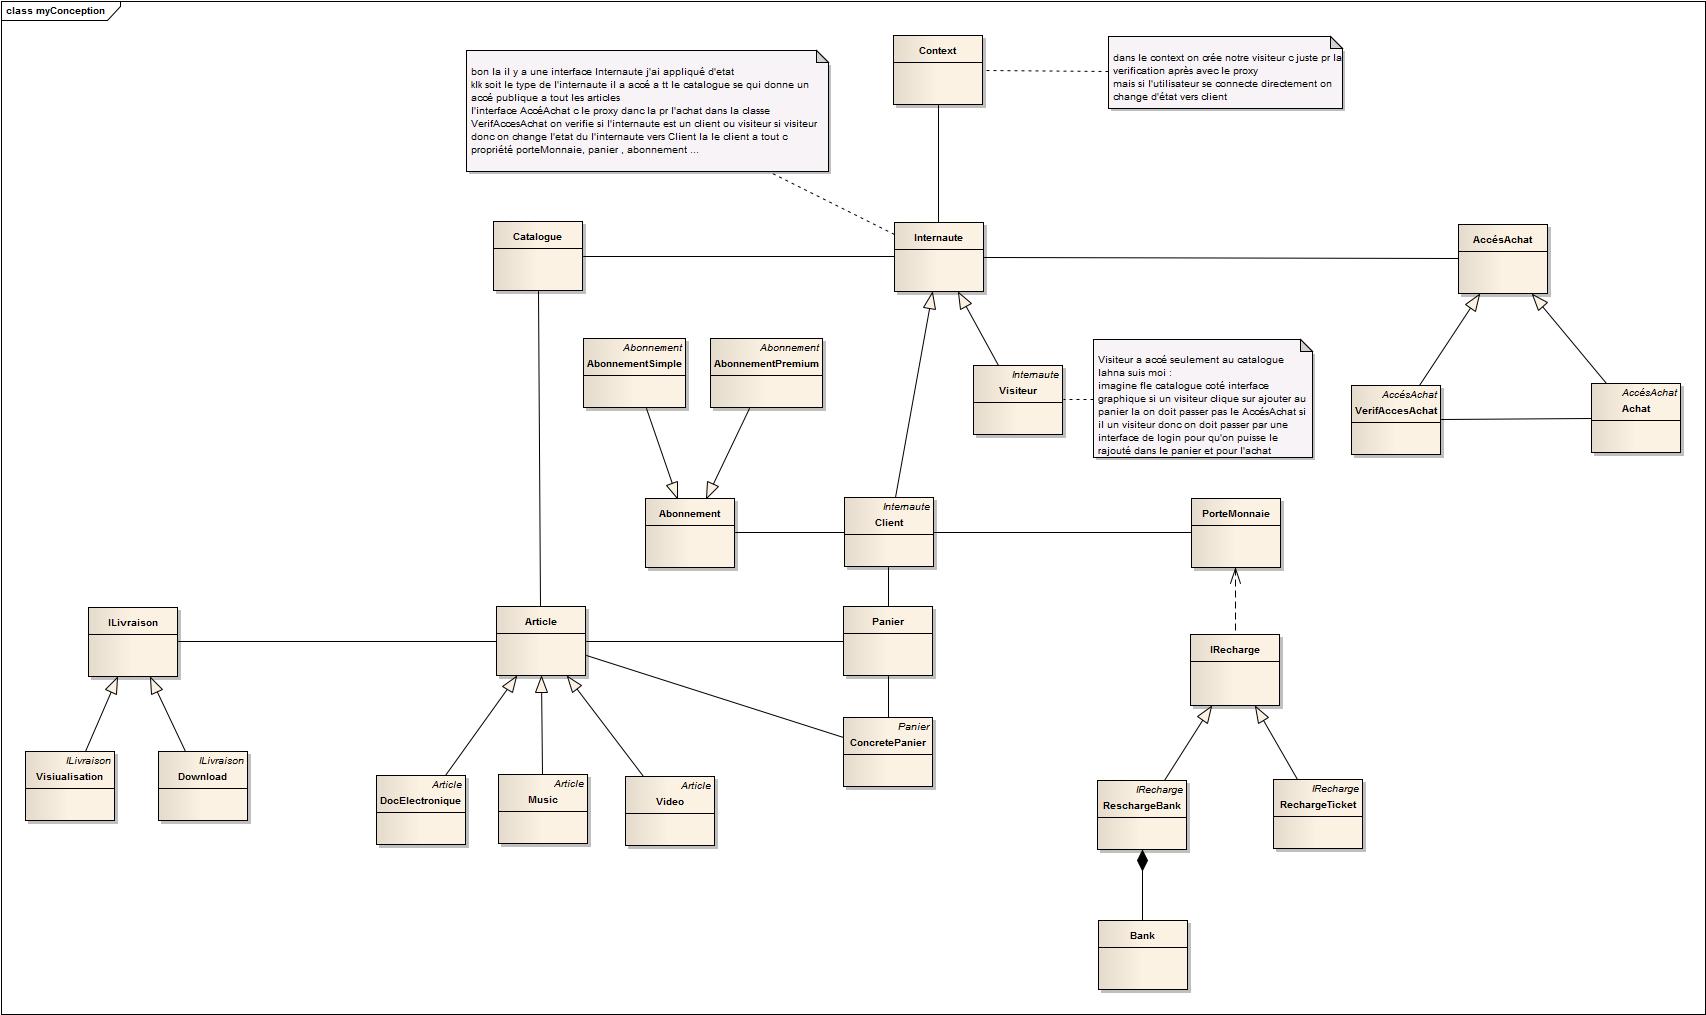 class myConception
Context
dans le context on crée notre visiteur c juste pr la
verification après avec le proxy
mais si l'utilisateur se connecte directement on
change d'état vers client
bon la il y a une interface Internaute j'ai appliqué d'etat
klk soit le type de l'internaute il a accé a tt le catalogue se qui donne un
accé publique a tout les articles
l'interface AccéAchat c le proxy danc la pr l'achat dans la classe
VerifAccesAchat on verifie si l'internaute est un client ou visiteur si visiteur
donc on change l'etat du l'internaute vers Client la le client a tout c
propriété porteMonnaie, panier , abonnement ...
Catalogue
Internaute
AccésAchat
Abonnement
AbonnementSimple
Abonnement
AbonnementPremium
Internaute
Visiteur
Visiteur a accé seulement au catalogue
lahna suis moi :
imagine fle catalogue coté interface
graphique si un visiteur clique sur ajouter au
panier la on doit passer pas le AccésAchat si
il un visiteur donc on doit passer par une
interface de login pour qu'on puisse le
rajouté dans le panier et pour l'achat
AccésAchat
VerifAccesAchat
AccésAchat
Achat
Abonnement
Internaute
Client
PorteMonnaie
ILivraison
Article
Panier
IRecharge
ILivraison
Visiualisation
ILivraison
Download
Article
DocElectronique
Article
Music
Article
Video
Panier
ConcretePanier
IRecharge
ReschargeBank
IRecharge
RechargeTicket
Bank